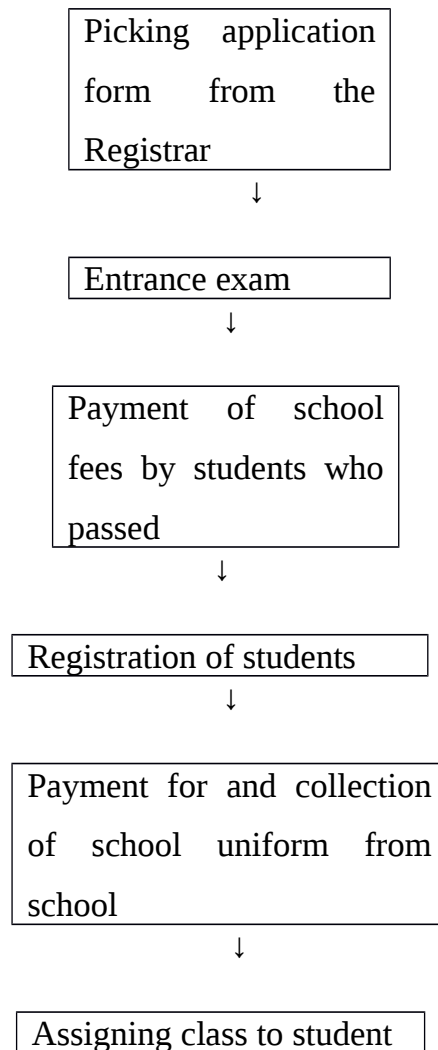 Picking application
form from the
Registrar
↓
Entrance exam
↓
Payment of school
fees by students who
passed
↓
Registration of students
↓
Payment for and collection
of school uniform from
school
↓
Assigning class to student